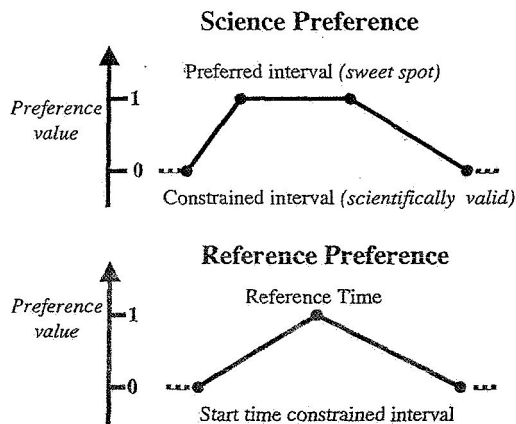 Science Preference
Preferred interval (sweet spot)
Preference
value
1
0
Constrained interval (scientifically valid)
Reference Preference
Reference Time
Preference
value
1
0
Start time constrained interval